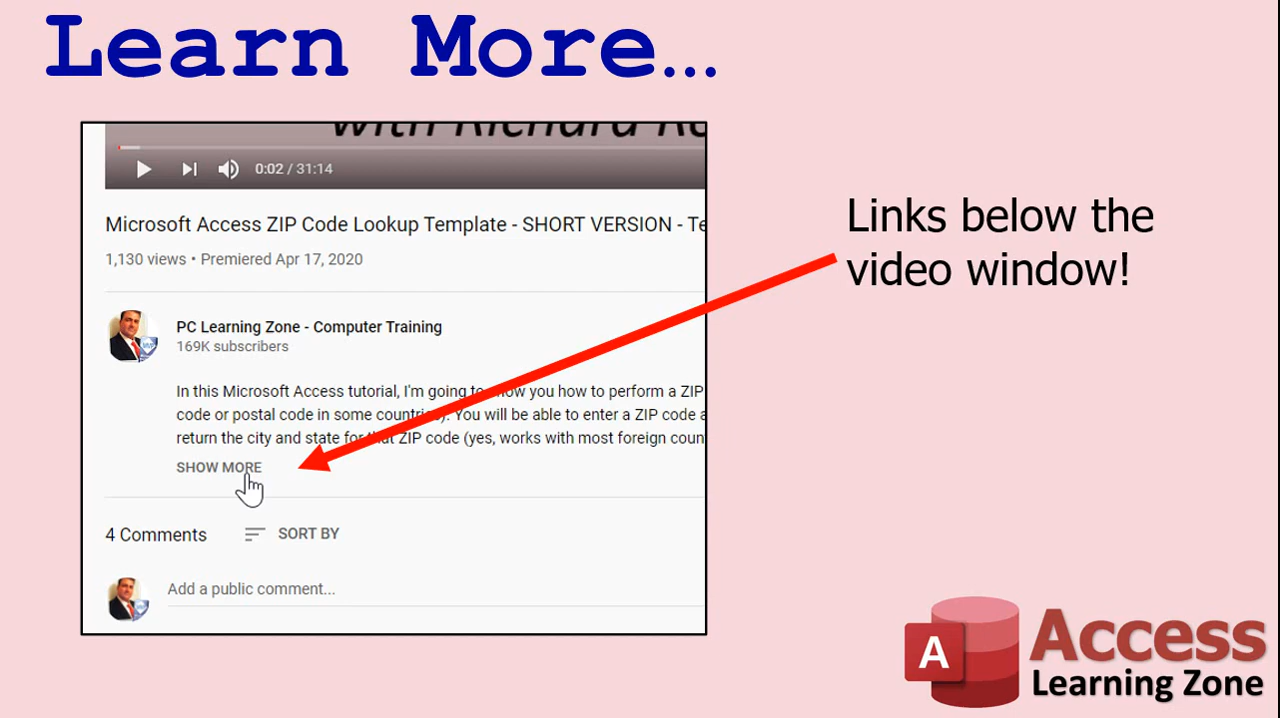 Learn More...
with Richard
0:02 / 31:14
Microsoft Access ZIP Code Lookup Template - SHORT VERSION - Te
1,130 views • Premiered Apr 17, 2020
PC Learning Zone - Computer Training
169K subscribers
In this Microsoft Access tutorial, I'm going to show you how to perform a ZIP
code or postal code in some countries). You will be able to enter a ZIP code a
return the city and state for that ZIP code (yes, works with most foreign coun
SHOW MORE
4 Comments
SORT BY
Add a public comment...
Links below the
video window!
A
Access
Learning Zone